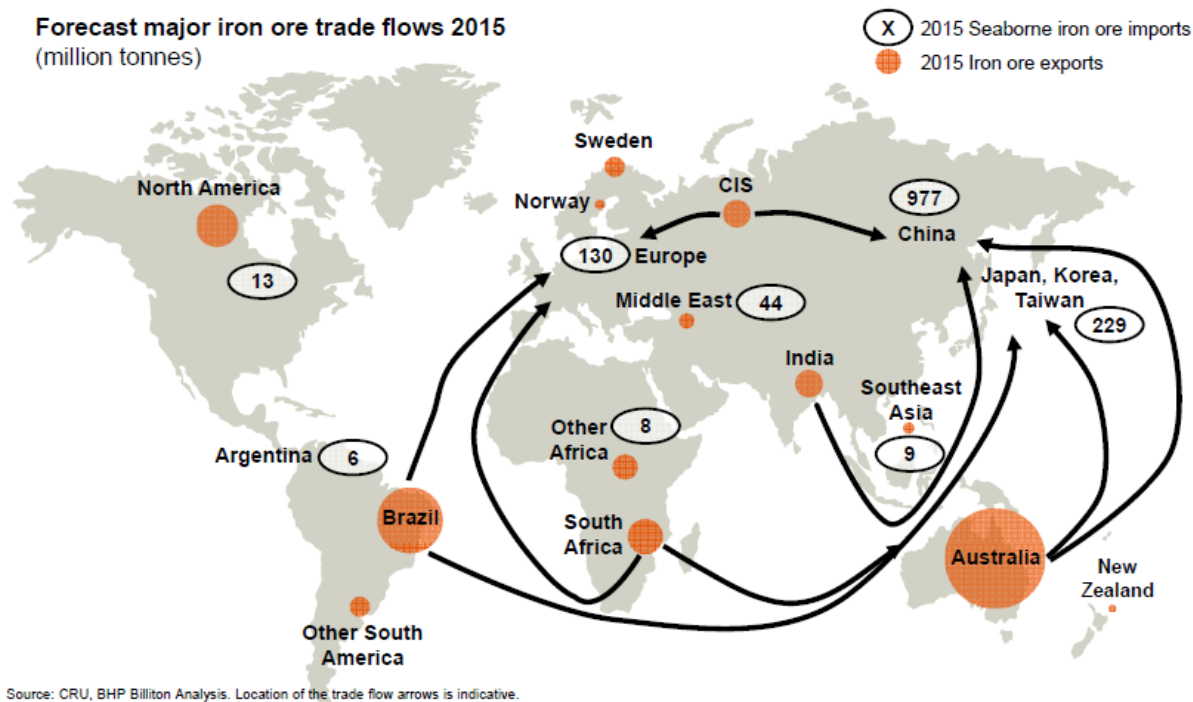 Forecast major iron ore trade flows 2015
(million tonnes)
X 2015 Seaborne iron ore imports
2015 Iron ore exports
Sweden
North America
Norway
CIS
977
China
130 Europe
13
Japan, Korea,
Taiwan
Middle East 44
229
India
Southeast
Asia
Other
Africa
8
9
Argentina 6
Brazil
South
Africa
Australia
New
Zealand
Other South
America
Source: CRU, BHP Billiton Analysis. Location of the trade flow arrows is indicative.